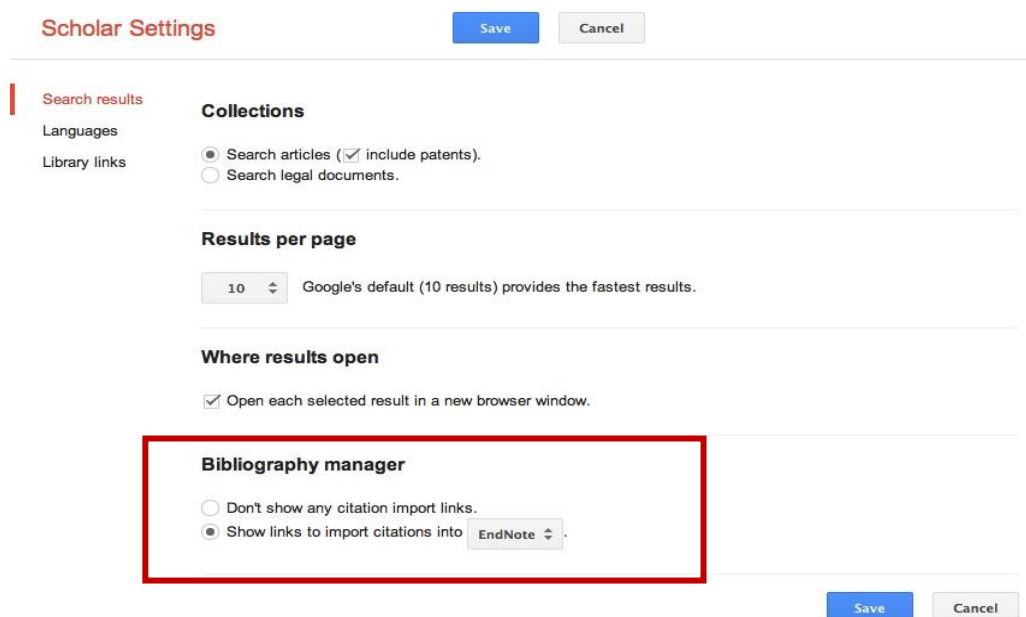 Scholar Settings
Save
Cancel
Search results
Languages
Library links
Collections
Search articles ( include patents).
Search legal documents.
Results per page
10 Google's default (10 results) provides the fastest results.
Where results open
Open each selected result in a new browser window.
Bibliography manager
Don't show any citation import links.
Show links to import citations into EndNote .
Save
Cancel